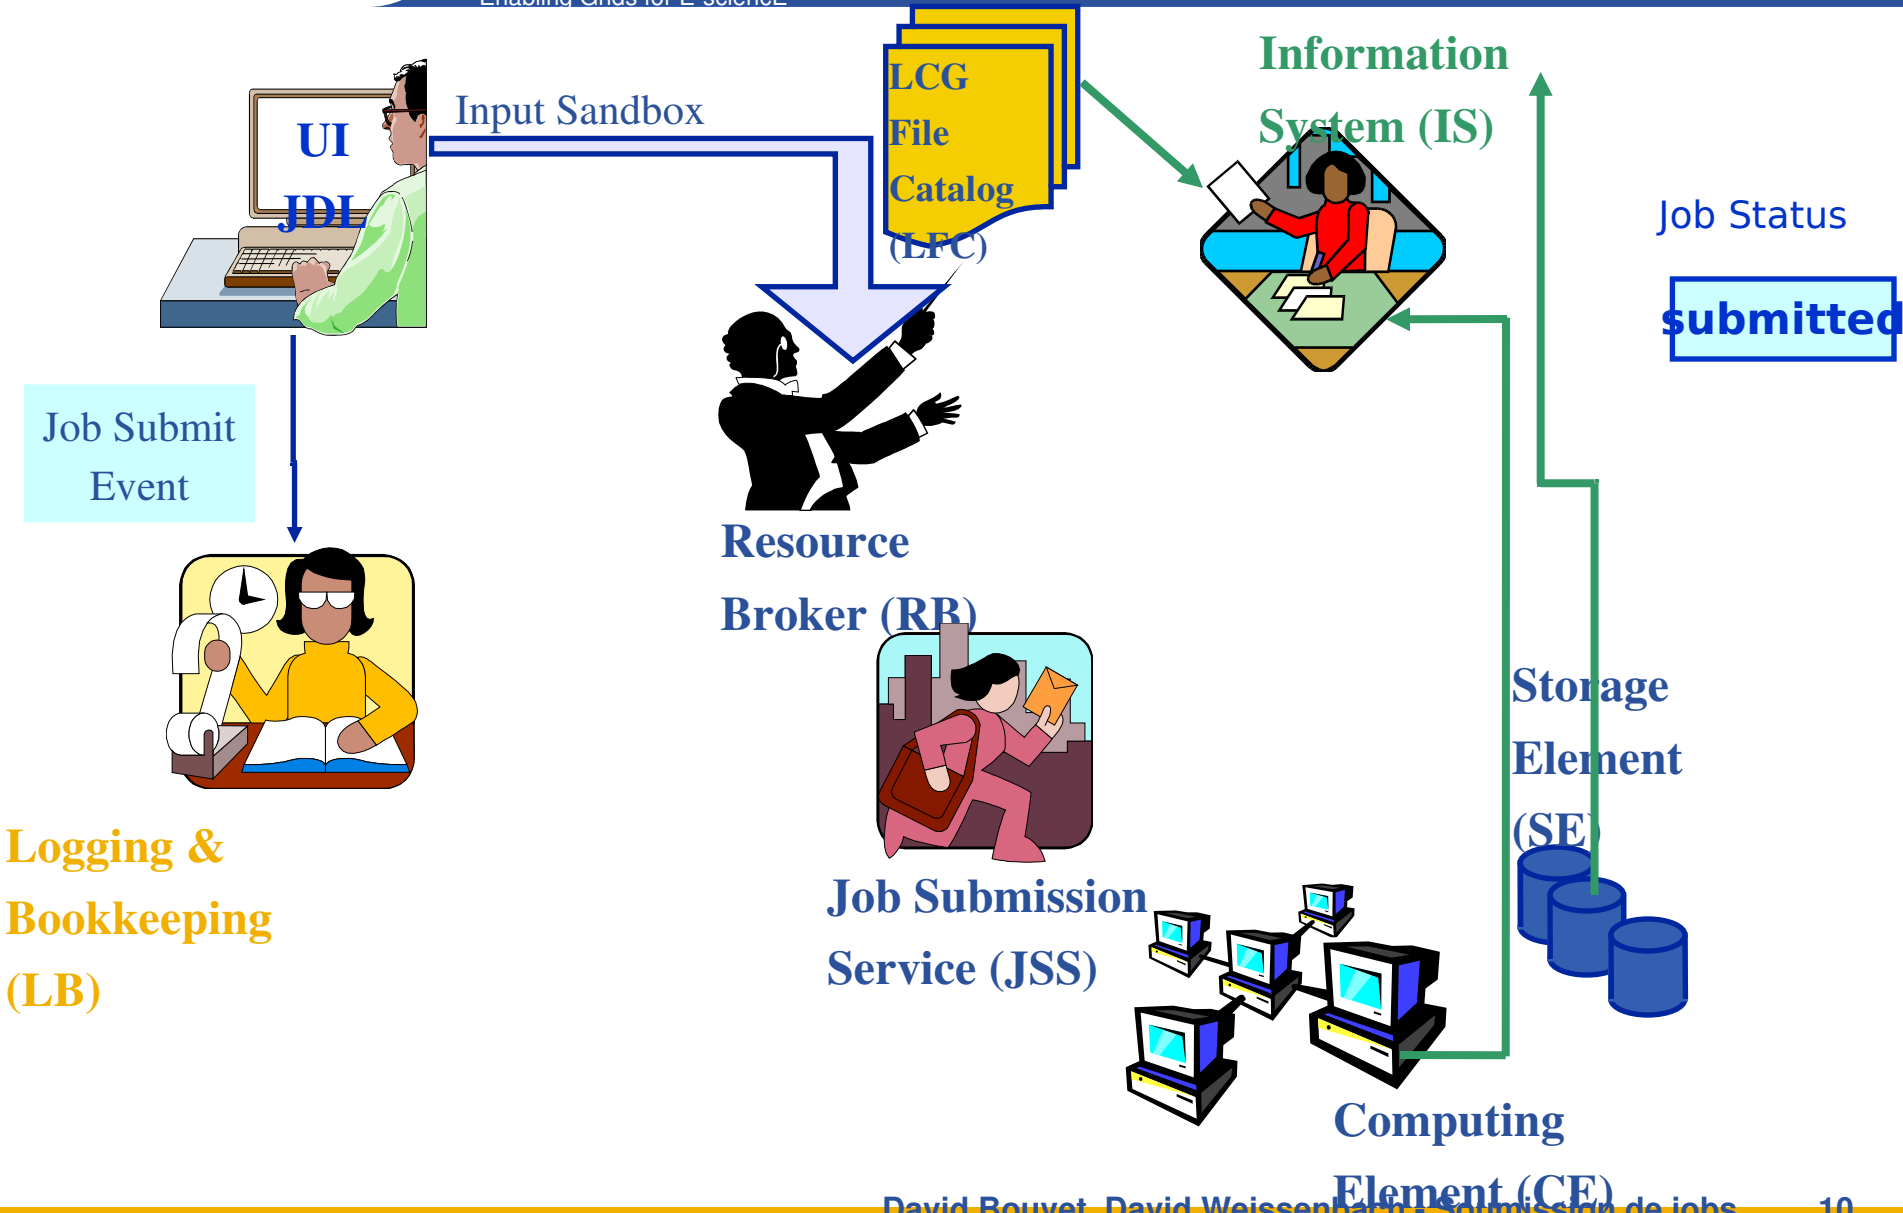 Enabling Grids for E-sciencE
UI
JDL
Input Sandbox
LCG
File
Catalog
(LFC)
Information
System (IS)
Job Status
submitted
Job Submit
Event
Resource
Broker (RB)
Storage
Element
(SE)
Logging &
Bookkeeping
(LB)
Job Submission
Service (JSS)
Computing
Element (CE)
David Bouvet, David Weissenbach - Soumission de jobs 10